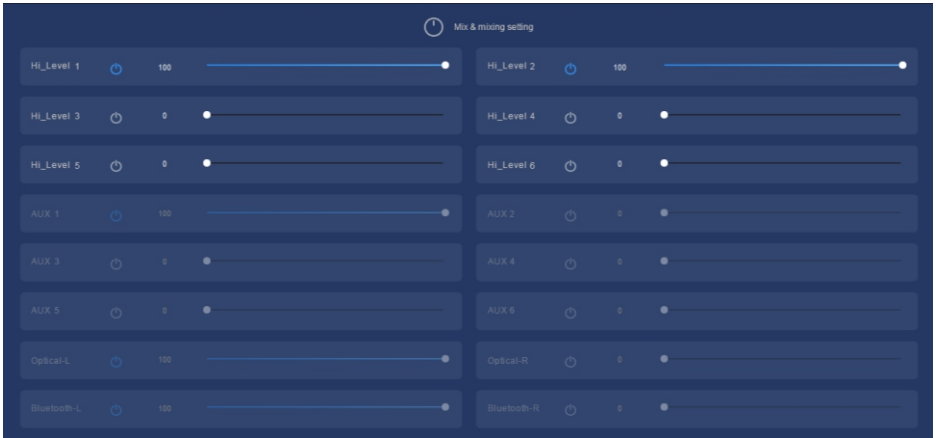 Mix & mixing setting
Hi_Level 1 100 Hi_Level 2 100
Hi_Level 3 0 Hi_Level 4 0
Hi_Level 5 0 Hi_Level 6 0
AUX 1 100 AUX 2 0
AUX 3 0 AUX 4 0
AUX 5 0 AUX 6 0
Optical-L 100 Optical-R 0
Bluetooth-L 100 Bluetooth-R 0